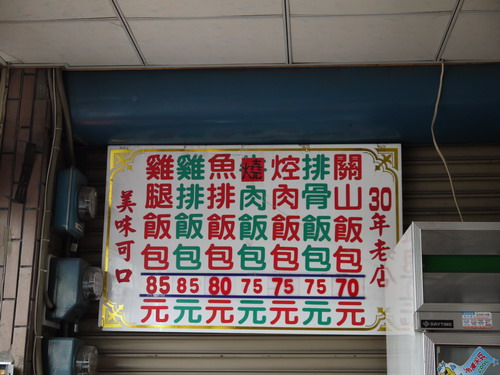 30年老店
關山飯包
70元
排骨飯包
75元
焢肉飯包
75元
燒肉飯包
75元
魚排飯包
80元
雞排飯包
85元
雞腿飯包
85元
美味可口
SAYTIME